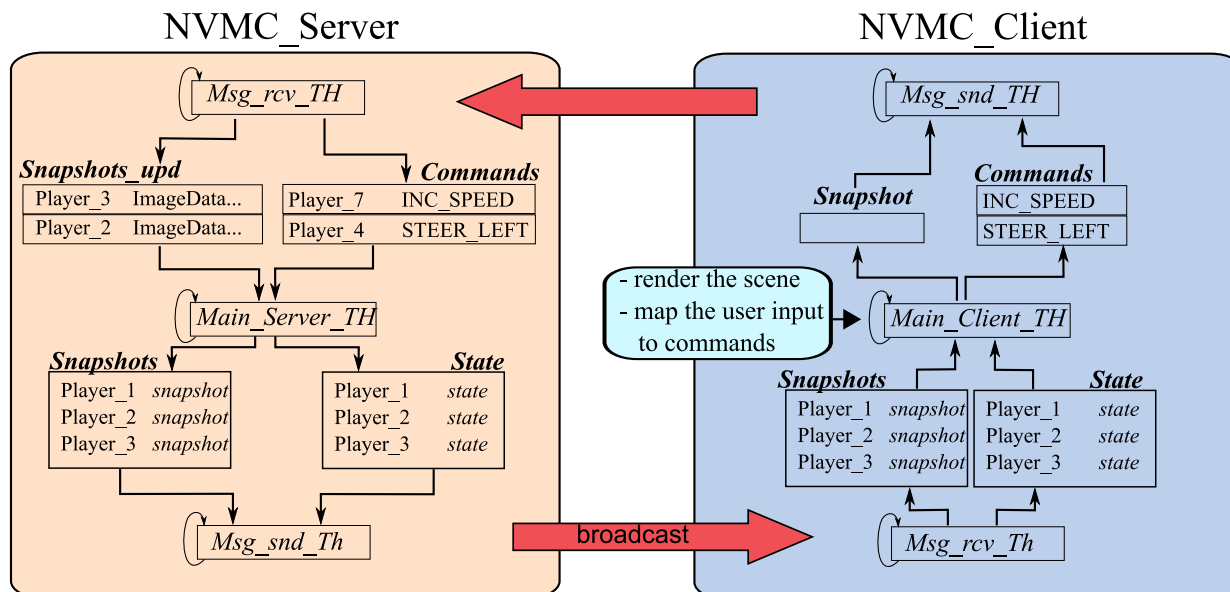 NVMC_Server
Msg_rcv_TH
Snapshots_upd
Player_3 ImageData...
Player_2 ImageData...
Commands
Player_7 INC_SPEED
Player_4 STEER_LEFT
Main_Server_TH
Snapshots
Player_1 snapshot
Player_2 snapshot
Player_3 snapshot
State
Player_1 state
Player_2 state
Player_3 state
Msg_snd_Th
broadcast
NVMC_Client
Msg_snd_TH
Snapshot
Commands
INC_SPEED
STEER_LEFT
- render the scene
- map the user input
to commands
Main_Client_TH
Snapshots
Player_1 snapshot
Player_2 snapshot
Player_3 snapshot
State
Player_1 state
Player_2 state
Player_3 state
Msg_rcv_Th